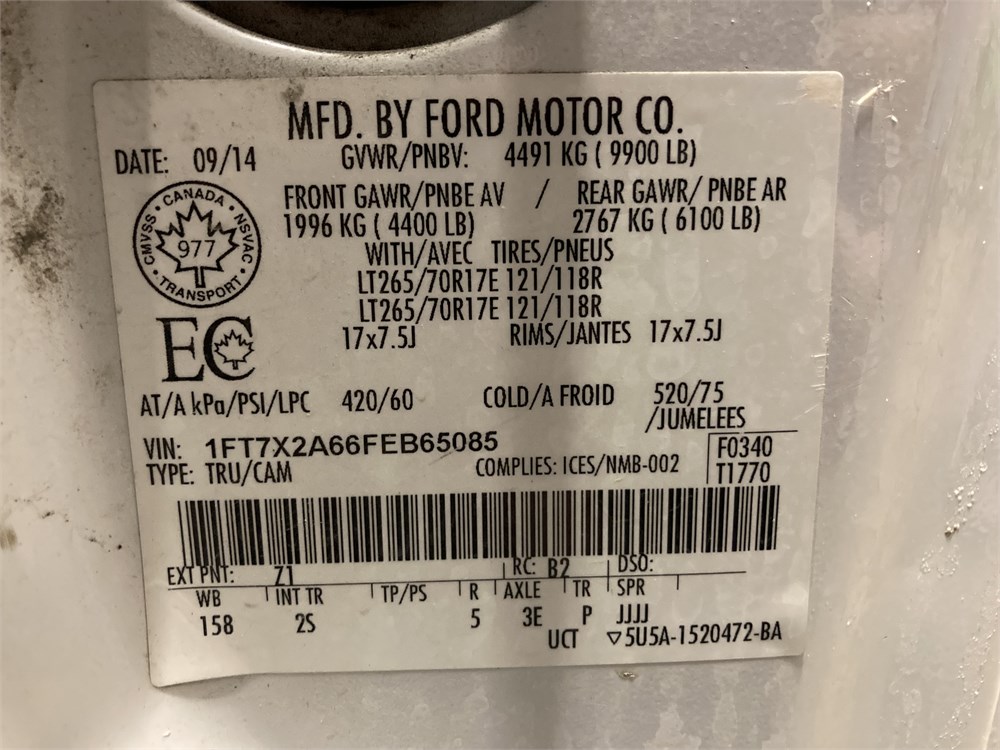 MFD. BY FORD MOTOR CO.
DATE: 09/14 GVWR/PNBV: 4491 KG ( 9900 LB)
FRONT GAWR/PNBE AV / REAR GAWR/ PNBE AR
1996 KG ( 4400 LB) 2767 KG ( 6100 LB)
WITH/AVEC TIRES/PNEUS
LT265/70R17E 121/118R
LT265/70R17E 121/118R
17x7.5J RIMS/JANTES 17x7.5J
CMVSS • CANADA • NSVAC • TRANSPORT •
977
EC
AT/A kPa/PSI/LPC 420/60 COLD/A FROID 520/75
/JUMELEES
VIN: 1FT7X2A66FEB65085 F0340
TYPE: TRU/CAM COMPLIES: ICES/NMB-002 T1770
EXT PNT: Z1 RC: B2 DSO:
WB INT TR TP/PS R AXLE TR SPR
158 2S 5 3E P JJJJ
UCT ▽5U5A-1520472-BA